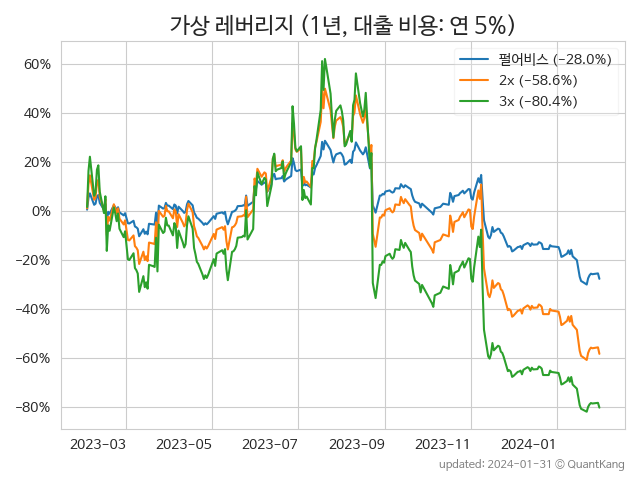 가상 레버리지 (1년, 대출 비용: 연 5%)
펄어비스 (−28.0%)
2x (−58.6%)
3x (−80.4%)
60%
40%
20%
0%
−20%
−40%
−60%
−80%
2023-03
2023-05
2023-07
2023-09
2023-11
2024-01
updated: 2024-01-31 © QuantKang